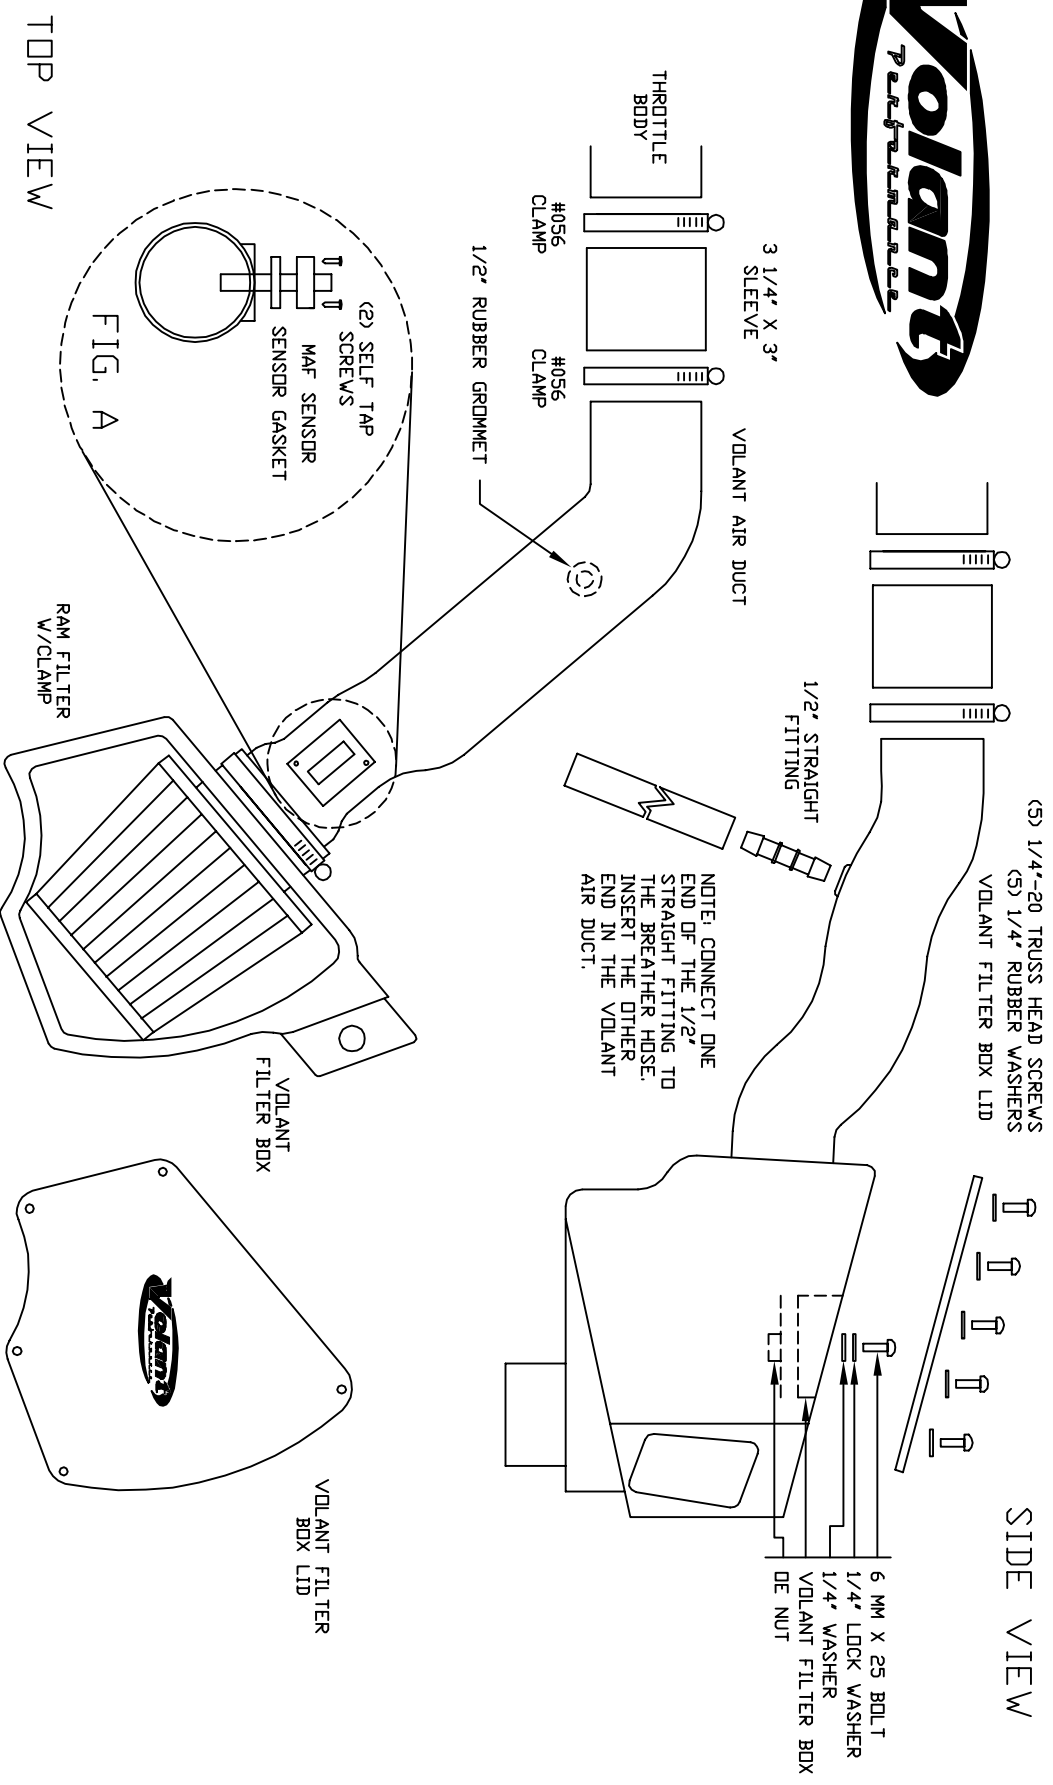 Volant
Performance
(5) 1/4"-20 TRUSS HEAD SCREWS
(5) 1/4" RUBBER WASHERS
VOLANT FILTER BOX LID
SIDE VIEW
1/2" STRAIGHT
FITTING
6 MM X 25 BOLT
1/4" LOCK WASHER
1/4" WASHER
VOLANT FILTER BOX
OE NUT
3 1/4" X 3"
SLEEVE
VOLANT AIR DUCT
THROTTLE
BODY
NOTE: CONNECT ONE
END OF THE 1/2"
STRAIGHT FITTING TO
THE BREATHER HOSE.
INSERT THE OTHER
END IN THE VOLANT
AIR DUCT.
#056
CLAMP
#056
CLAMP
1/2" RUBBER GROMMET
(2) SELF TAP
SCREWS
MAF SENSOR
SENSOR GASKET
FIG. A
VOLANT
FILTER BOX
VOLANT FILTER
BOX LID
Volant
Performance
RAM FILTER
W/CLAMP
TOP VIEW